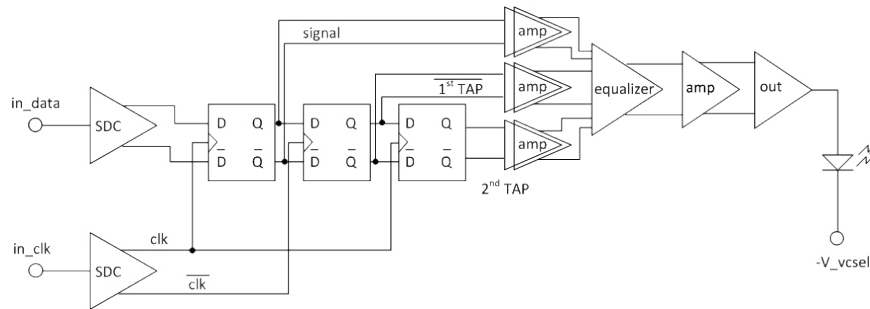 signal
amp
in_data
SDC
D Q D Q D Q
D̅ Q̅ D̅ Q̅ D̅ Q̅
1st TAP
amp
equalizer
amp
out
amp
2nd TAP
in_clk
SDC
clk
clk
-V_vcsel